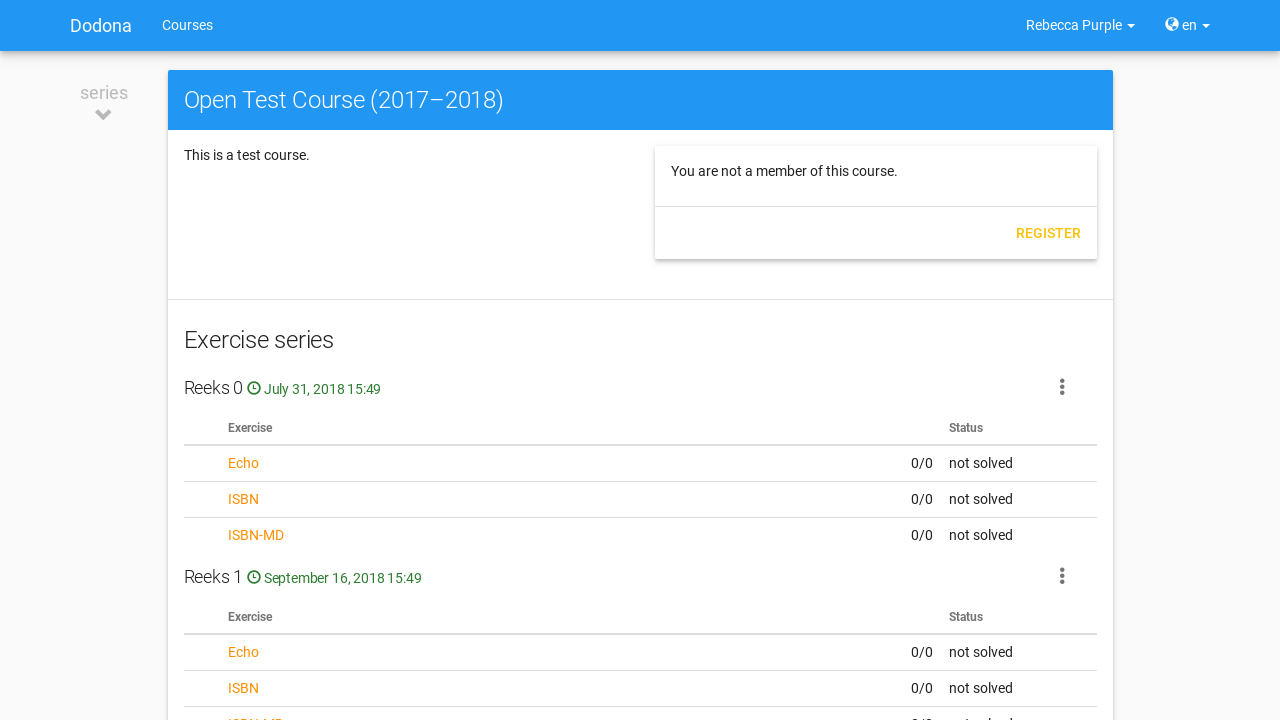 Dodona Courses Rebecca Purple en
series
Open Test Course (2017–2018)
This is a test course.
You are not a member of this course.
REGISTER
Exercise series
Reeks 0 July 31, 2018 15:49
Exercise Status
Echo 0/0 not solved
ISBN 0/0 not solved
ISBN-MD 0/0 not solved
Reeks 1 September 16, 2018 15:49
Exercise Status
Echo 0/0 not solved
ISBN 0/0 not solved